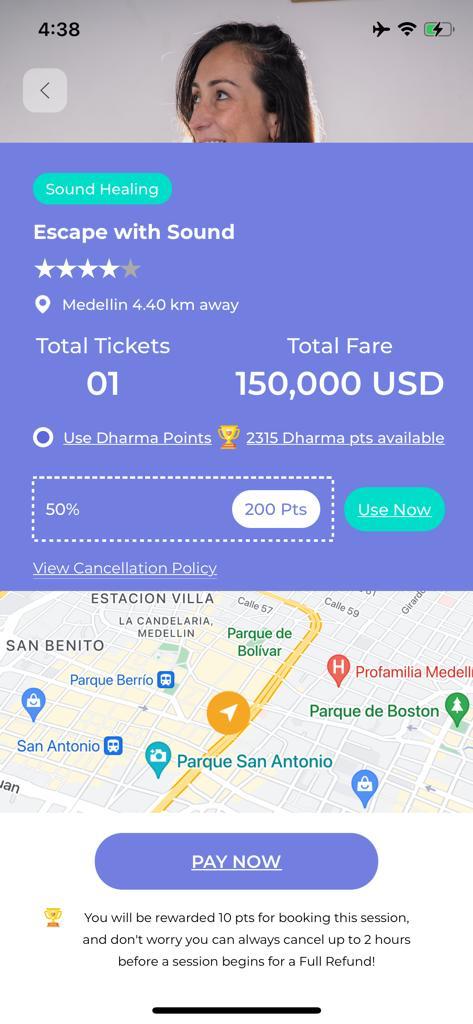 4:38
Sound Healing
Escape with Sound
Medellin 4.40 km away
Total Tickets
Total Fare
01
150,000 USD
Use Dharma Points 2315 Dharma pts available
50%
200 Pts
Use Now
View Cancellation Policy
ESTACION VILLA
Calle 57
Calle 59
LA CANDELARIA,
MEDELLIN
Parque de
Bolívar
SAN BENITO
Parque Berrío
H
Profamilia Medell
Parque de Boston
San Antonio
Parque San Antonio
PAY NOW
You will be rewarded 10 pts for booking this session,
and don't worry you can always cancel up to 2 hours
before a session begins for a Full Refund!